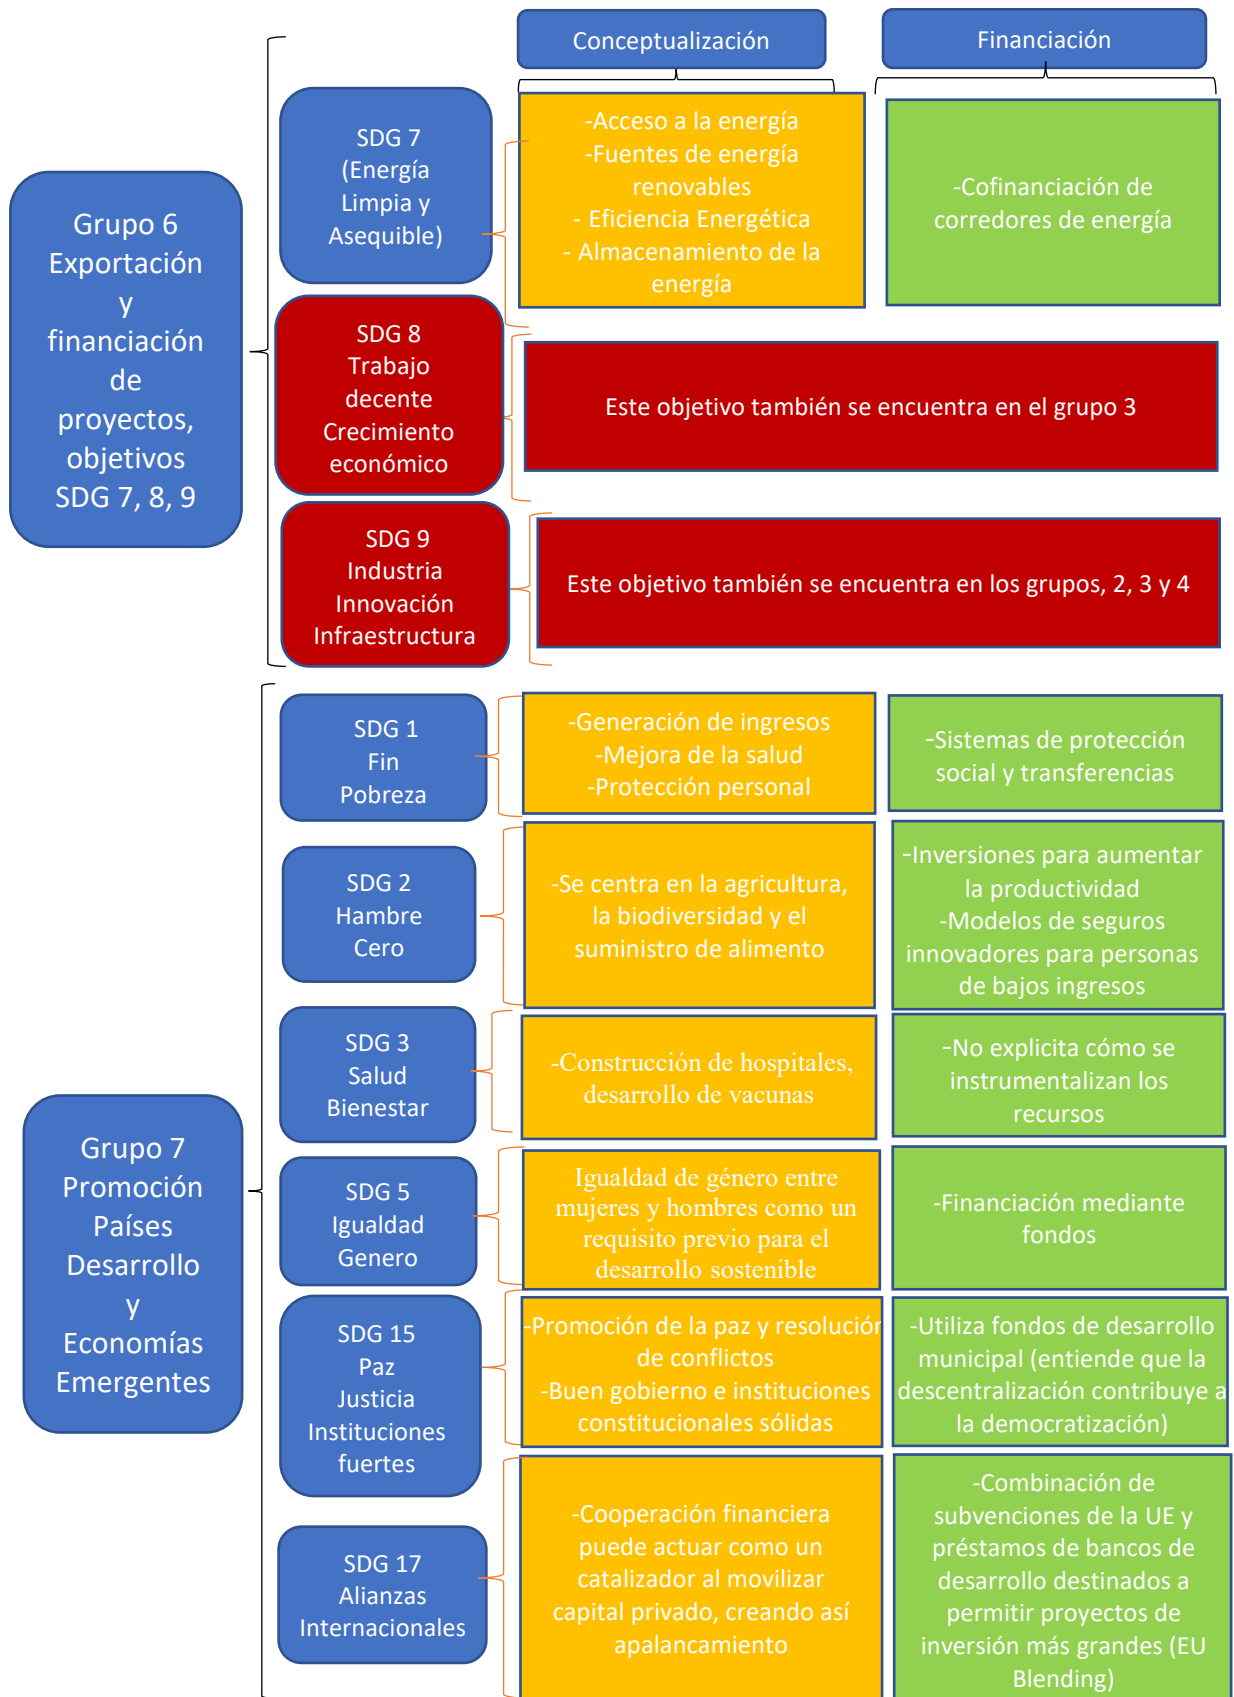 Conceptualización
Financiación
Grupo 6
Exportación
y
financiación
de
proyectos,
objetivos
SDG 7, 8, 9
SDG 7
(Energía
Limpia y
Asequible)
-Acceso a la energía
-Fuentes de energía
renovables
- Eficiencia Energética
- Almacenamiento de la
energía
-Cofinanciación de
corredores de energía
SDG 8
Trabajo
decente
Crecimiento
económico
Este objetivo también se encuentra en el grupo 3
SDG 9
Industria
Innovación
Infraestructura
Este objetivo también se encuentra en los grupos, 2, 3 y 4
Grupo 7
Promoción
Países
Desarrollo
y
Economías
Emergentes
SDG 1
Fin
Pobreza
-Generación de ingresos
-Mejora de la salud
-Protección personal
-Sistemas de protección
social y transferencias
SDG 2
Hambre
Cero
-Se centra en la agricultura,
la biodiversidad y el
suministro de alimento
-Inversiones para aumentar
la productividad
-Modelos de seguros
innovadores para personas
de bajos ingresos
SDG 3
Salud
Bienestar
-Construcción de hospitales,
desarrollo de vacunas
-No explicita cómo se
instrumentalizan los
recursos
SDG 5
Igualdad
Genero
Igualdad de género entre
mujeres y hombres como un
requisito previo para el
desarrollo sostenible
-Financiación mediante
fondos
SDG 15
Paz
Justicia
Instituciones
fuertes
-Promoción de la paz y resolución
de conflictos
-Buen gobierno e instituciones
constitucionales sólidas
-Utiliza fondos de desarrollo
municipal (entiende que la
descentralización contribuye a
la democratización)
SDG 17
Alianzas
Internacionales
-Cooperación financiera
puede actuar como un
catalizador al movilizar
capital privado, creando así
apalancamiento
-Combinación de
subvenciones de la UE y
préstamos de bancos de
desarrollo destinados a
permitir proyectos de
inversión más grandes (EU
Blending)